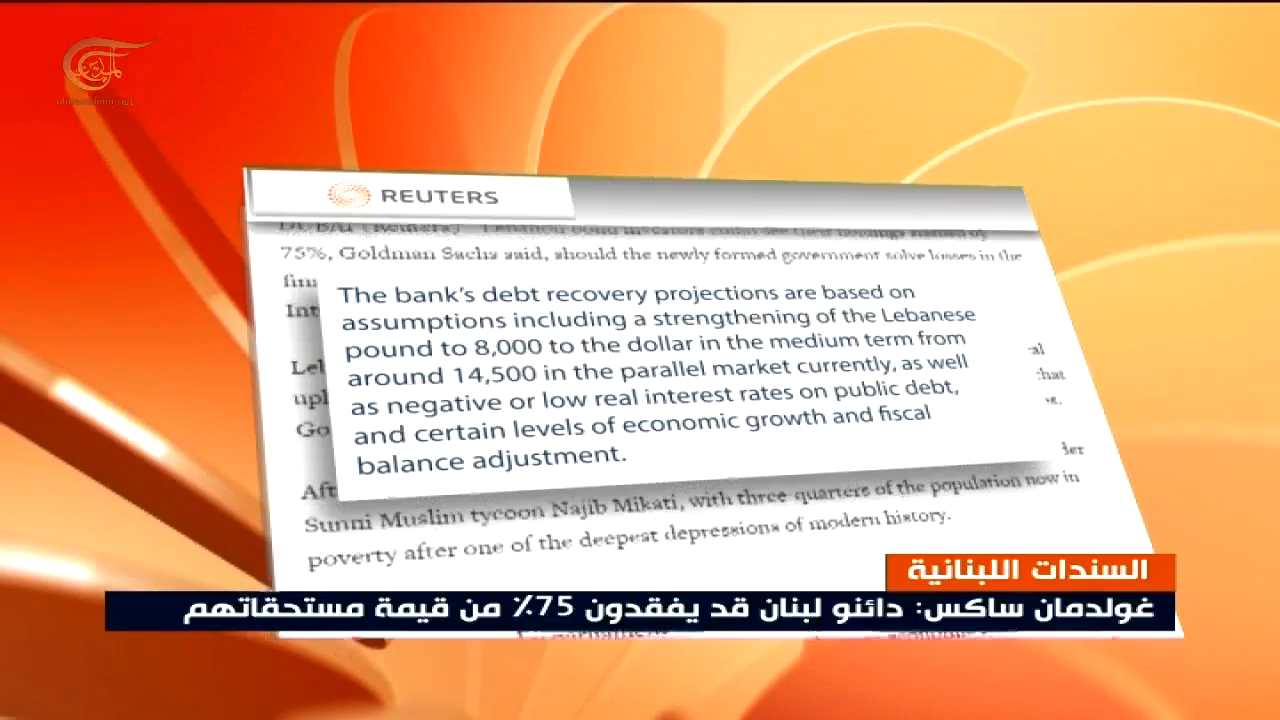 الميادين
almayadeen.net
REUTERS
75%, Goldman Sachs said, should the newly formed government solve losses in the
The bank's debt recovery projections are based on
assumptions including a strengthening of the Lebanese
pound to 8,000 to the dollar in the medium term from
around 14,500 in the parallel market currently, as well
as negative or low real interest rates on public debt,
and certain levels of economic growth and fiscal
balance adjustment.
Sunni Muslim tycoon Najib Mikati, with three quarters of the population now in
poverty after one of the deepest depressions of modern history.
السندات اللبنانية
غولدمان ساكس: دائنو لبنان قد يفقدون 75٪ من قيمة مستحقاتهم